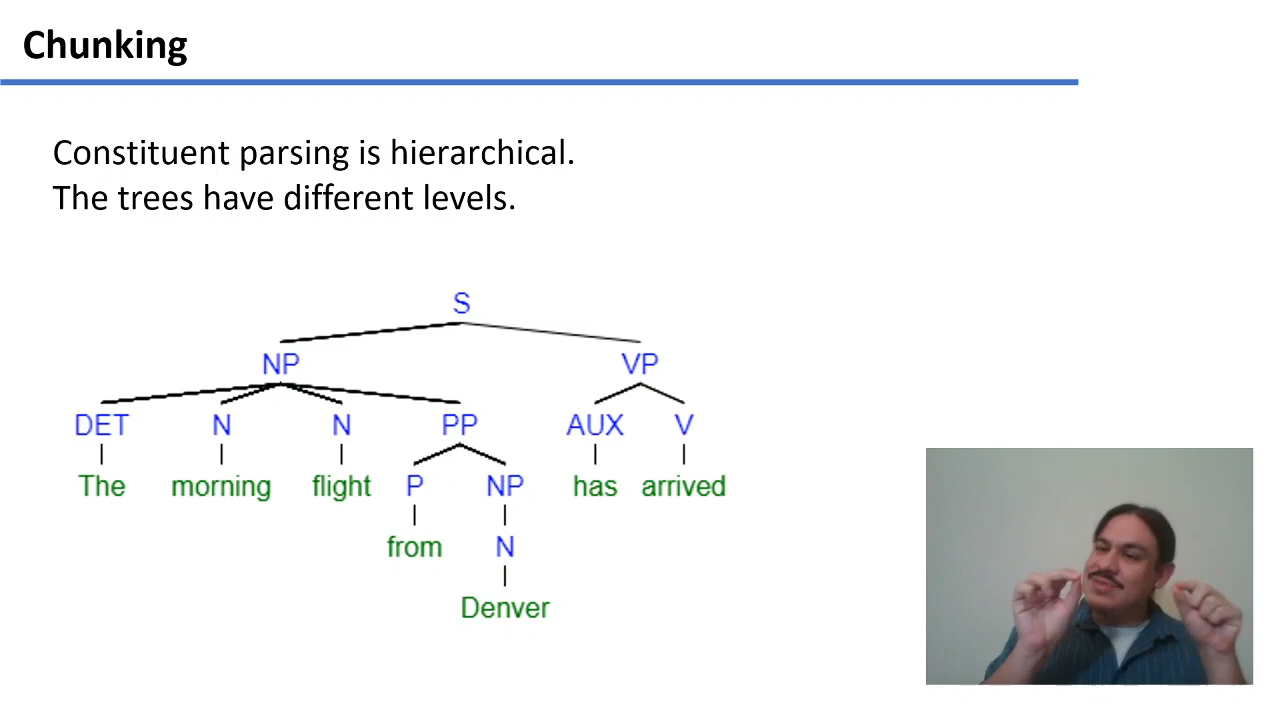 Chunking
Constituent parsing is hierarchical.
The trees have different levels.
S
NP VP
DET N N PP AUX V
The morning flight P NP has arrived
from N
Denver